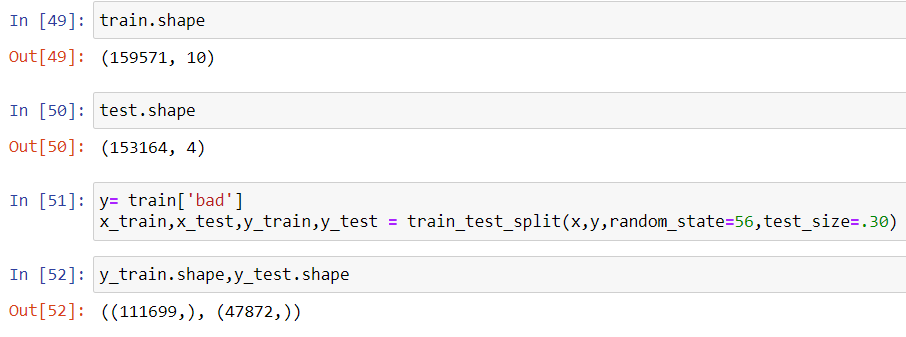 In [49]: train.shape
Out[49]: (159571, 10)
In [50]: test.shape
Out[50]: (153164, 4)
In [51]: y= train['bad']
x_train,x_test,y_train,y_test = train_test_split(x,y,random_state=56,test_size=.30)
In [52]: y_train.shape,y_test.shape
Out[52]: ((111699,), (47872,))